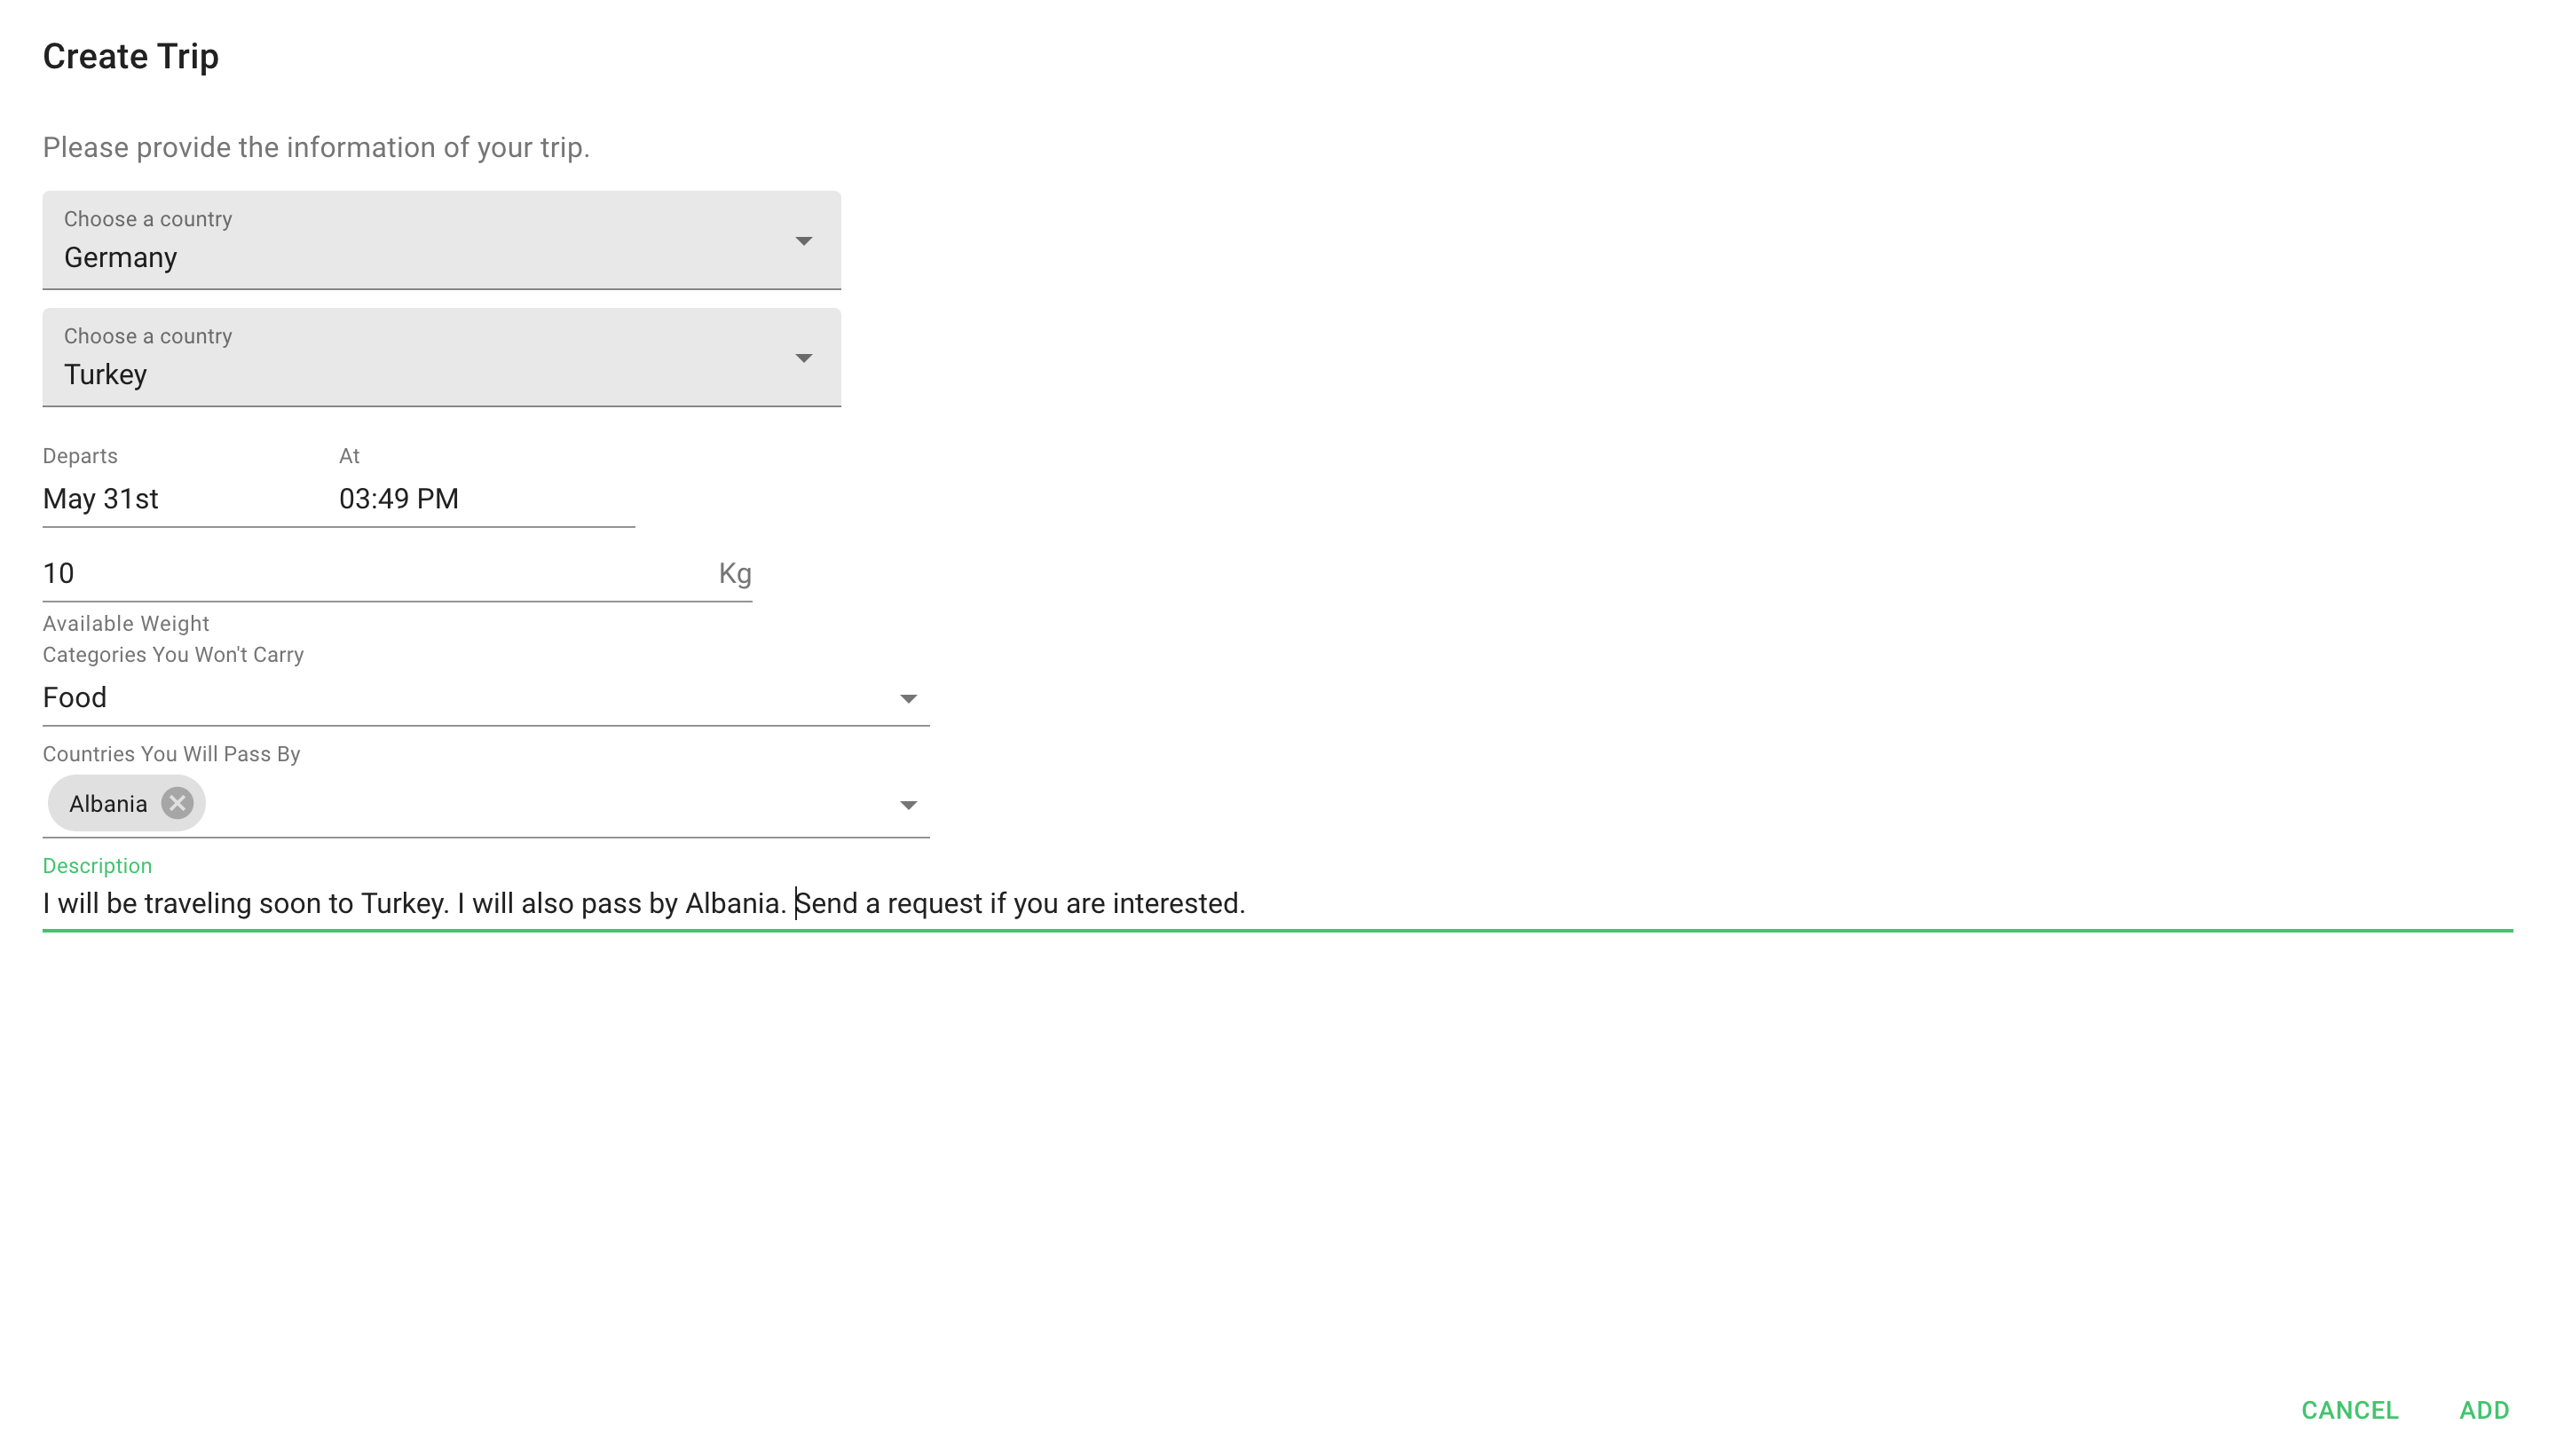 Create Trip
Please provide the information of your trip.
Choose a country
Germany
Choose a country
Turkey
Departs At
May 31st 03:49 PM
10 Kg
Available Weight
Categories You Won't Carry
Food
Countries You Will Pass By
Albania
Description
I will be traveling soon to Turkey. I will also pass by Albania. Send a request if you are interested.
CANCEL ADD